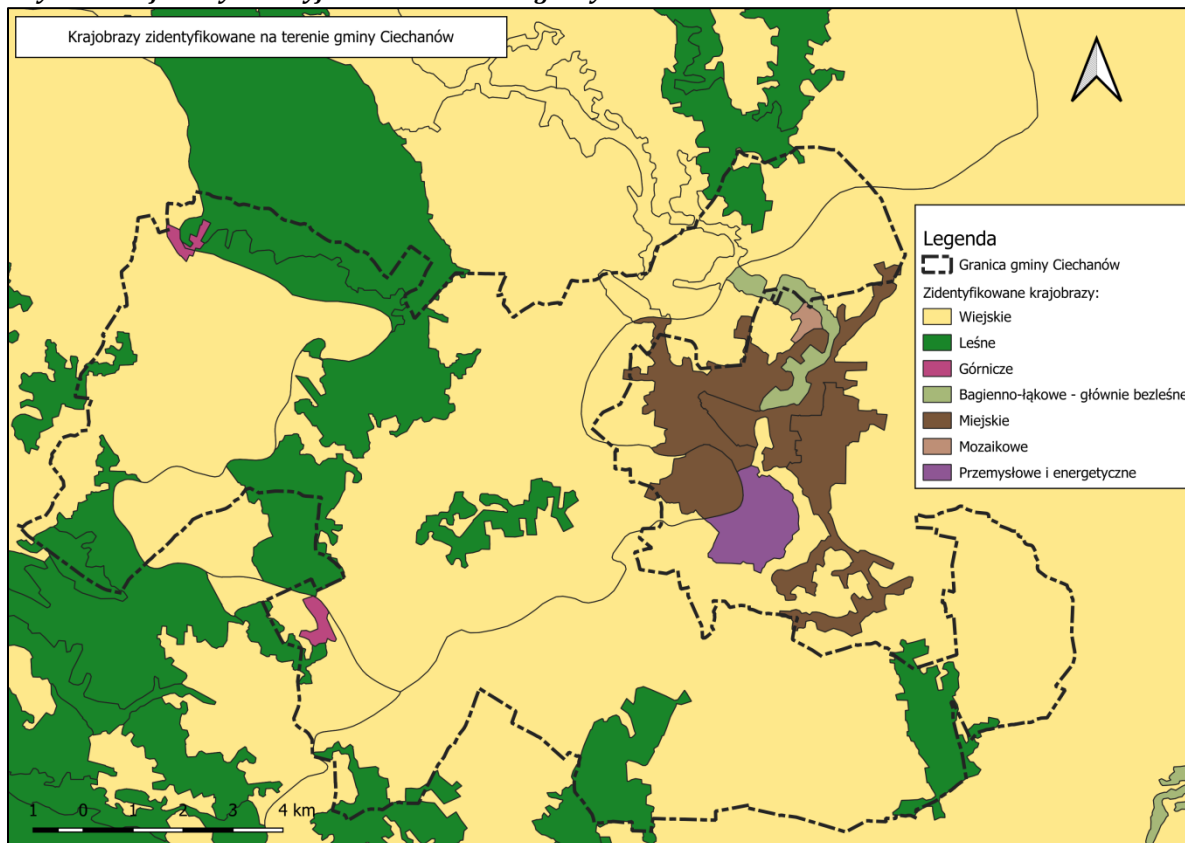 Krajobrazy zidentyfikowane na terenie gminy Ciechanów
Legenda
Granica gminy Ciechanów
Zidentyfikowane krajobrazy:
Wiejskie
Leśne
Górnicze
Bagienno-łąkowe - głównie bezleśne
Miejskie
Mozaikowe
Przemysłowe i energetyczne
1 0 1 2 3 4 km